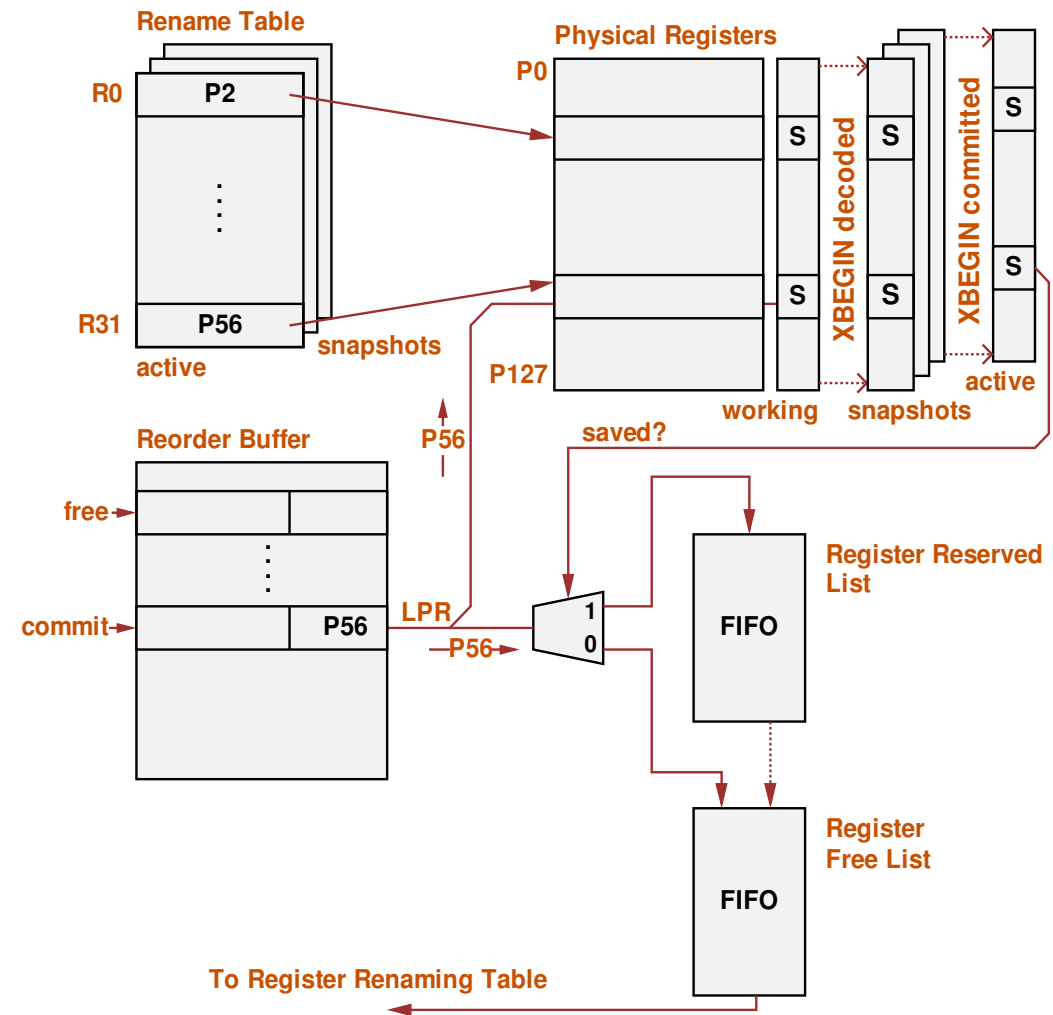 Rename Table
Physical Registers
P0
R0
P2
S
S
S
XBEGIN decoded
XBEGIN committed
S
S
S
R31
P56
snapshots
active
P127
active
working
snapshots
P56
saved?
Reorder Buffer
free
Register Reserved
List
LPR
1
commit
P56
FIFO
0
P56
Register
Free List
FIFO
To Register Renaming Table